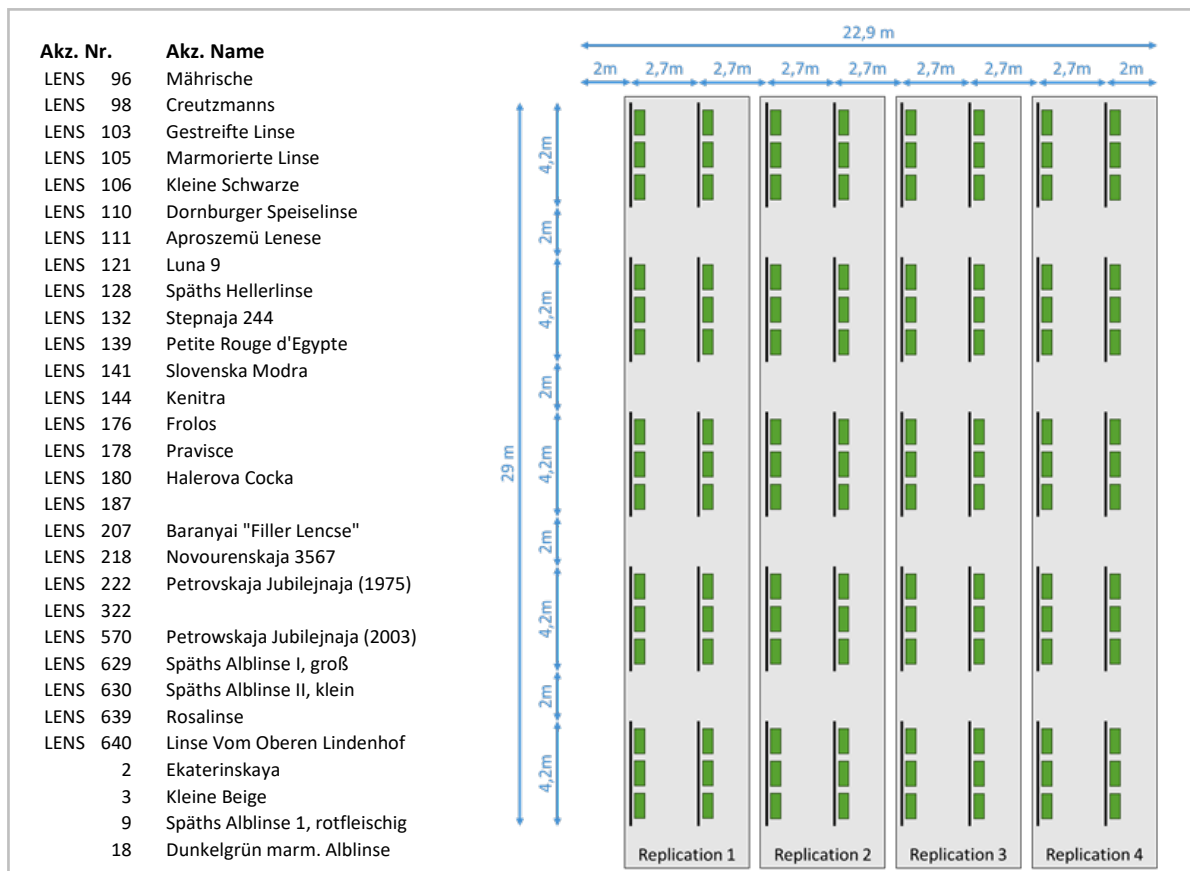 Akz. Nr. Akz. Name
LENS 96 Mährische
LENS 98 Creutzmanns
LENS 103 Gestreifte Linse
LENS 105 Marmorierte Linse
LENS 106 Kleine Schwarze
LENS 110 Dornburger Speiselinse
LENS 111 Aproszemü Lenese
LENS 121 Luna 9
LENS 128 Späths Hellerlinse
LENS 132 Stepnaja 244
LENS 139 Petite Rouge d'Egypte
LENS 141 Slovenska Modra
LENS 144 Kenitra
LENS 176 Frolos
LENS 178 Pravisce
LENS 180 Halerova Cocka
LENS 187
LENS 207 Baranyai "Filler Lencse"
LENS 218 Novourenskaja 3567
LENS 222 Petrovskaja Jubilejnaja (1975)
LENS 322
LENS 570 Petrowskaja Jubilejnaja (2003)
LENS 629 Späths Alblinse I, groß
LENS 630 Späths Alblinse II, klein
LENS 639 Rosalinse
LENS 640 Linse Vom Oberen Lindenhof
2 Ekaterinskaya
3 Kleine Beige
9 Späths Alblinse 1, rotfleischig
18 Dunkelgrün marm. Alblinse
22,9 m
2m 2,7m 2,7m 2,7m 2,7m 2,7m 2,7m 2,7m 2m
29 m
4,2m
2m
4,2m
2m
4,2m
2m
4,2m
2m
4,2m
Replication 1 Replication 2 Replication 3 Replication 4